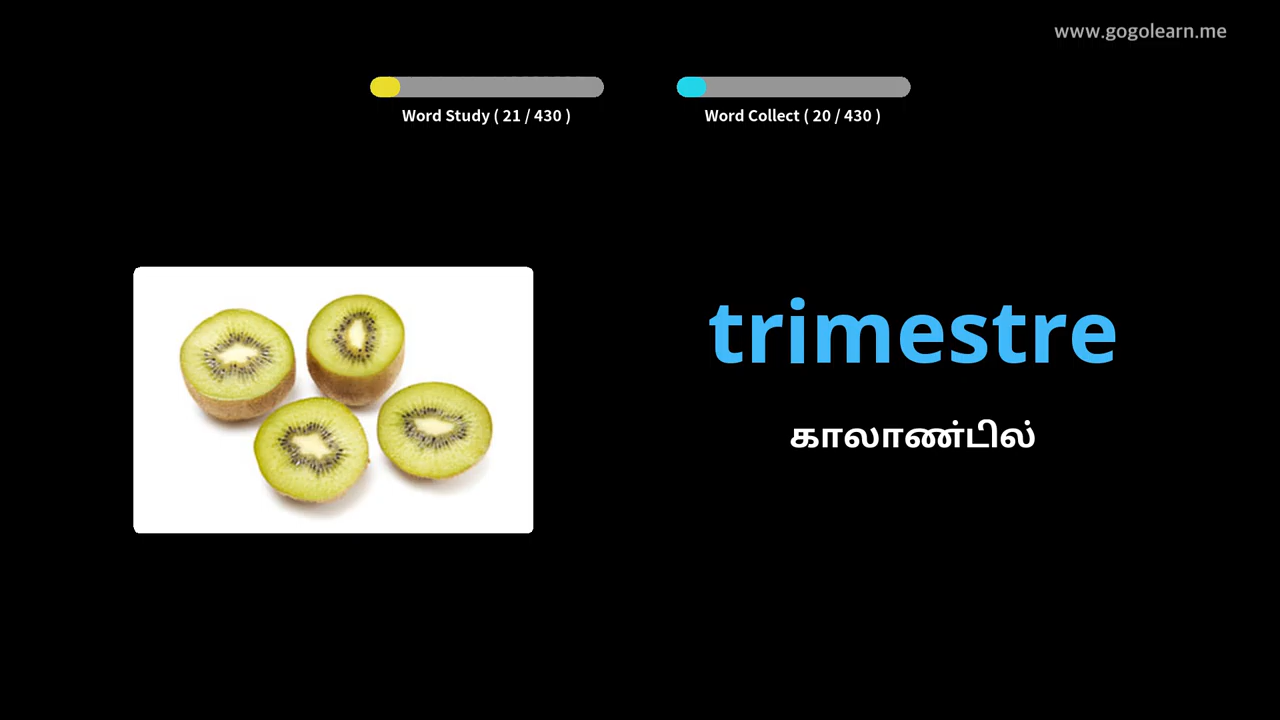 www.gogolearn.me
Word Study ( 21 / 430 )
Word Collect ( 20 / 430 )
trimestre
காலாண்டில்